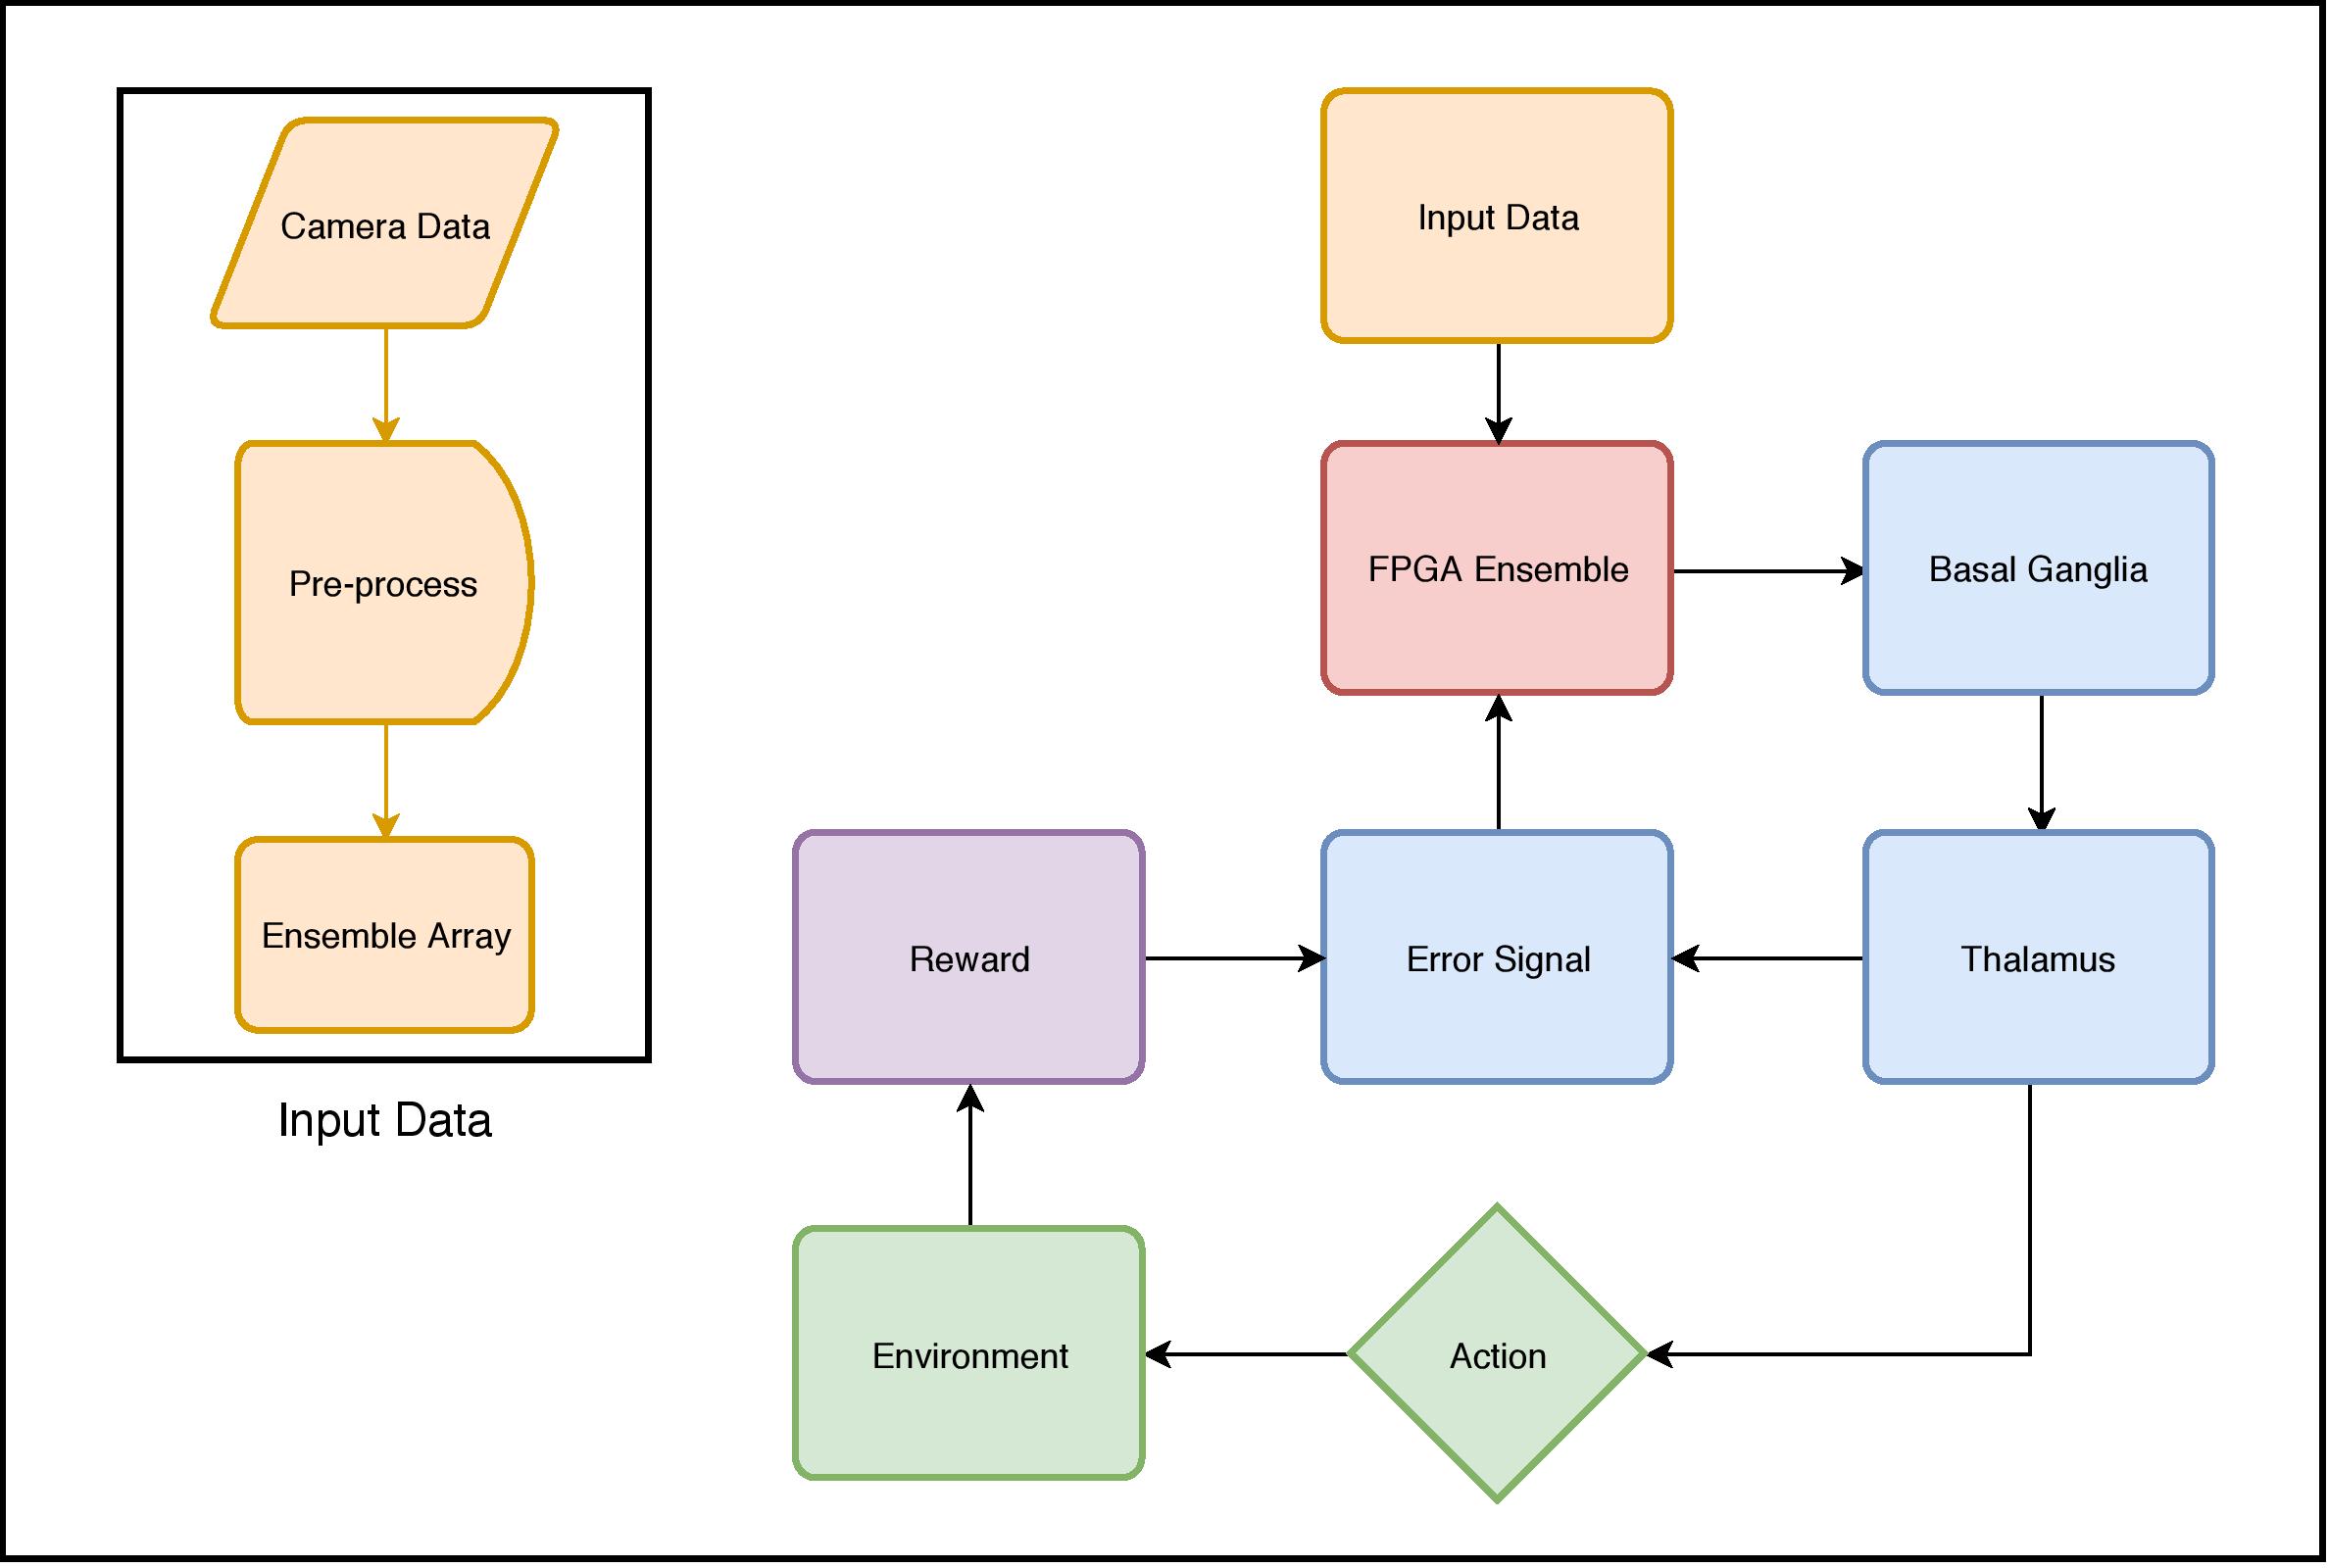 Camera Data
Pre-process
Ensemble Array
Input Data
Input Data
FPGA Ensemble
Basal Ganglia
Reward
Error Signal
Thalamus
Environment
Action